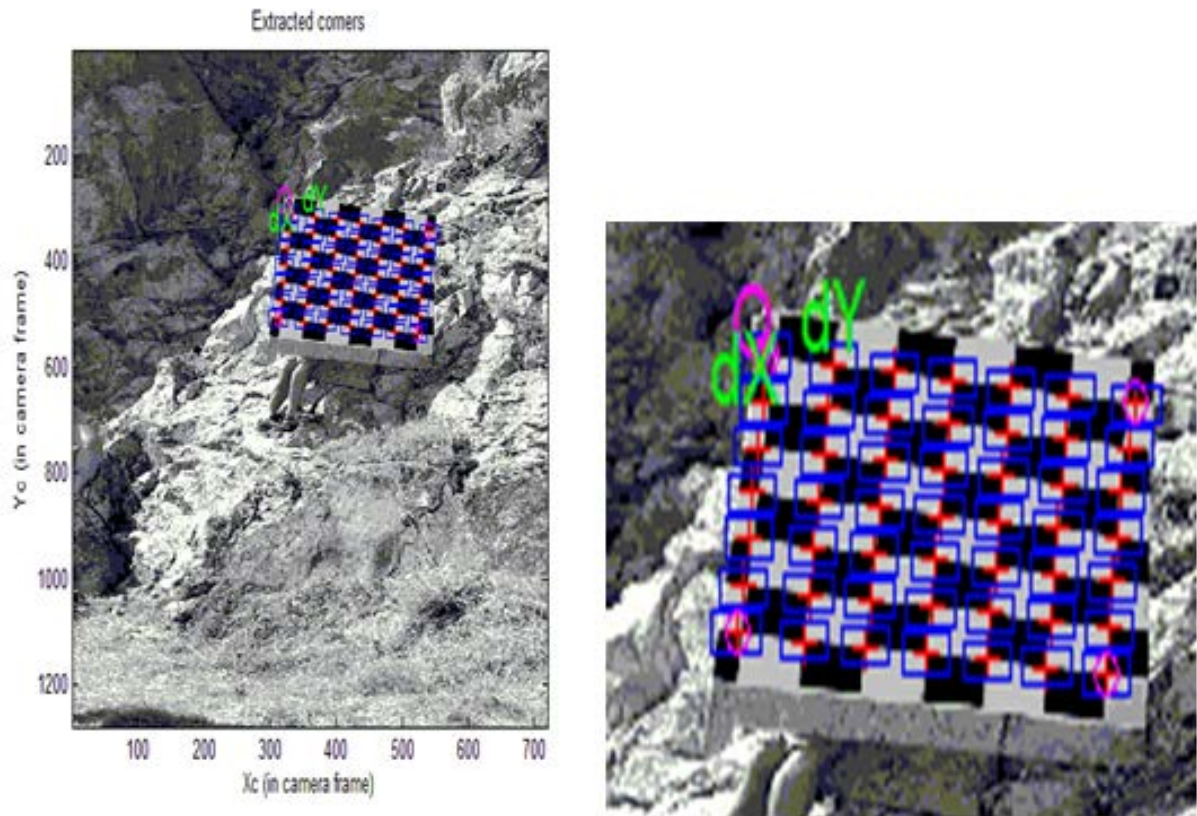 Extracted corners
200
400
600
800
1000
1200
Yc (in camera frame)
100 200 300 400 500 600 700
Xc (in camera frame)
O
dX
dY
O
dX
dY